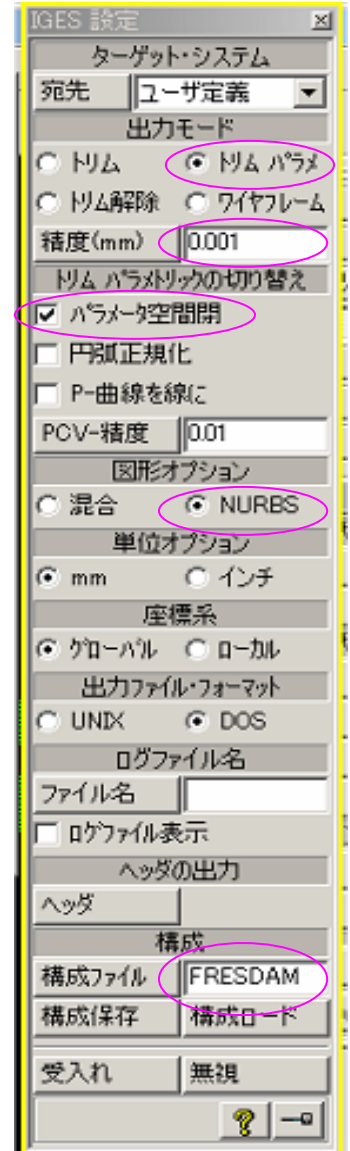 IGES 設定
ターゲット・システム
宛先 ユーザ定義
出力モード
トリム トリム パラメ
トリム解除 ワイヤフレーム
精度(mm) 0.001
トリム パラメトリックの切り替え
パラメータ空間閉
円弧正規化
P-曲線を線に
PCV-精度 0.01
図形オプション
混合 NURBS
単位オプション
mm インチ
座標系
グローバル ローカル
出力ファイル・フォーマット
UNIX DOS
ログファイル名
ファイル名
ログファイル表示
ヘッダの出力
ヘッダ
構成
構成ファイル FRESDAM
構成保存 構成ロード
受入れ 無視